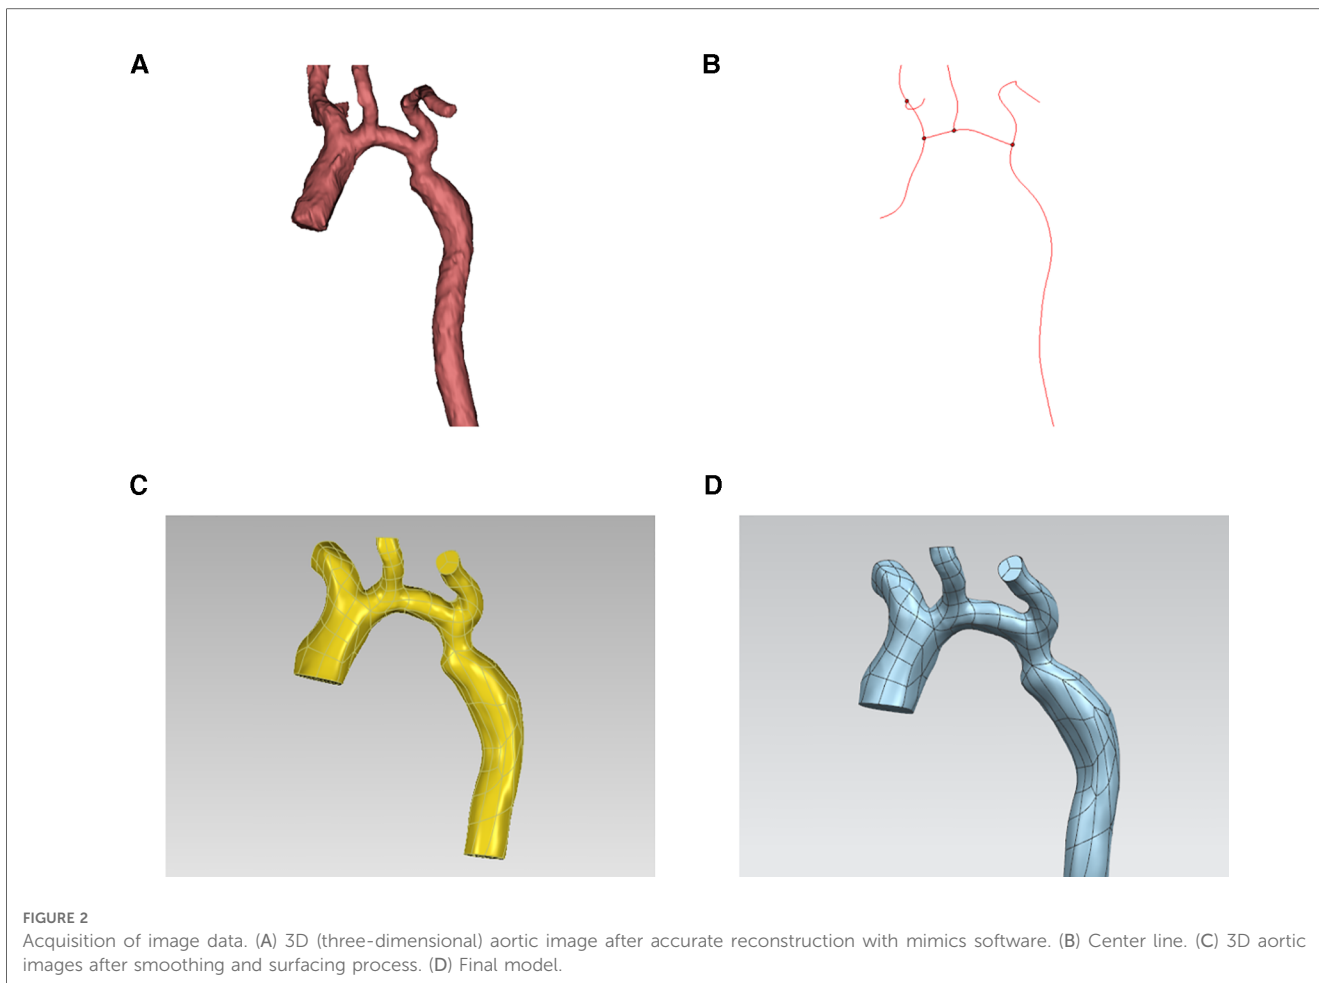 A
B
C
D
FIGURE 2
Acquisition of image data. (A) 3D (three-dimensional) aortic image after accurate reconstruction with mimics software. (B) Center line. (C) 3D aortic
images after smoothing and surfacing process. (D) Final model.